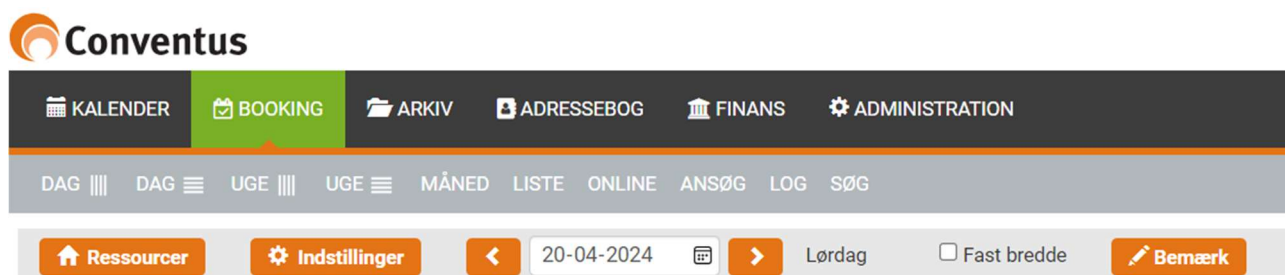 Conventus
KALENDER BOOKING ARKIV ADRESSEBOG FINANS ADMINISTRATION
DAG DAG UGE UGE MÅNED LISTE ONLINE ANSØG LOG SØG
Ressourcer Indstillinger 20-04-2024 Lørdag Fast bredde Bemærk